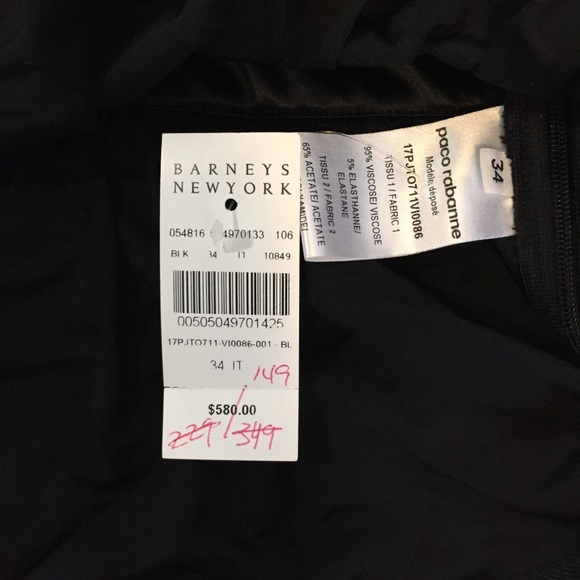 BARNEYS
NEWYORK
054816 4970133 106
BLK 34 IT 10849
00505049701425
17PJTO711-VI0086-001 - BL
34 IT
149
$580.00
229 349
paco rabanne
Modele, deposé
17PJTO711VI0086
34
TISSU 1 / FABRIC 1
95% VISCOSE/ VISCOSE
5% ELASTHANNE/
ELASTANE
TISSU 2 / FABRIC 2
65% ACETATE/ ACETATE